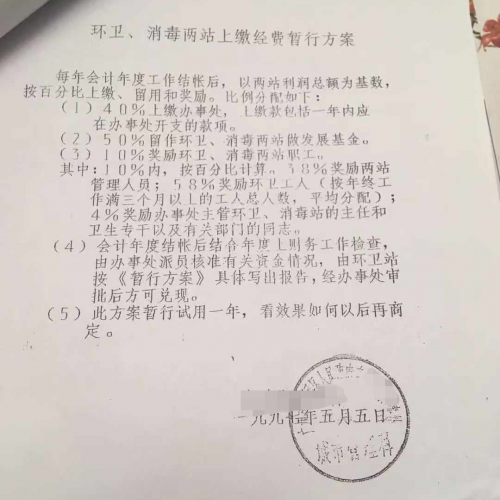 环卫、消毒两站上缴经费暂行方案
每年会计年度工作结帐后，以两站利润总额为基数，
按百分比上缴、留用和奖励。比例分配如下：
（1）40%上缴办事处，上缴款包括一年内应
在办事处开支的款项。
（2）50%留作环卫、消毒两站做发展基金。
（3）10%奖励环卫、消毒两站职工。
其中：10%内，按百分比计算。38%奖励两站
管理人员；58%奖励环卫工人（按年终工
作满三个月以上的工人总人数，平均分配）；
4%奖励办事处主管环卫、消毒站的主任和
卫生专干以及有关部门的同志。
（4）会计年度结帐后结合年度上财务工作检查，
由办事处派员核准有关资金情况，由环卫站
按《暂行方案》具体写出报告，经办事处审
批后方可兑现。
（5）此方案暂行试用一年，看效果如何以后再商
定。
一九九七年五月五日
城市管理科